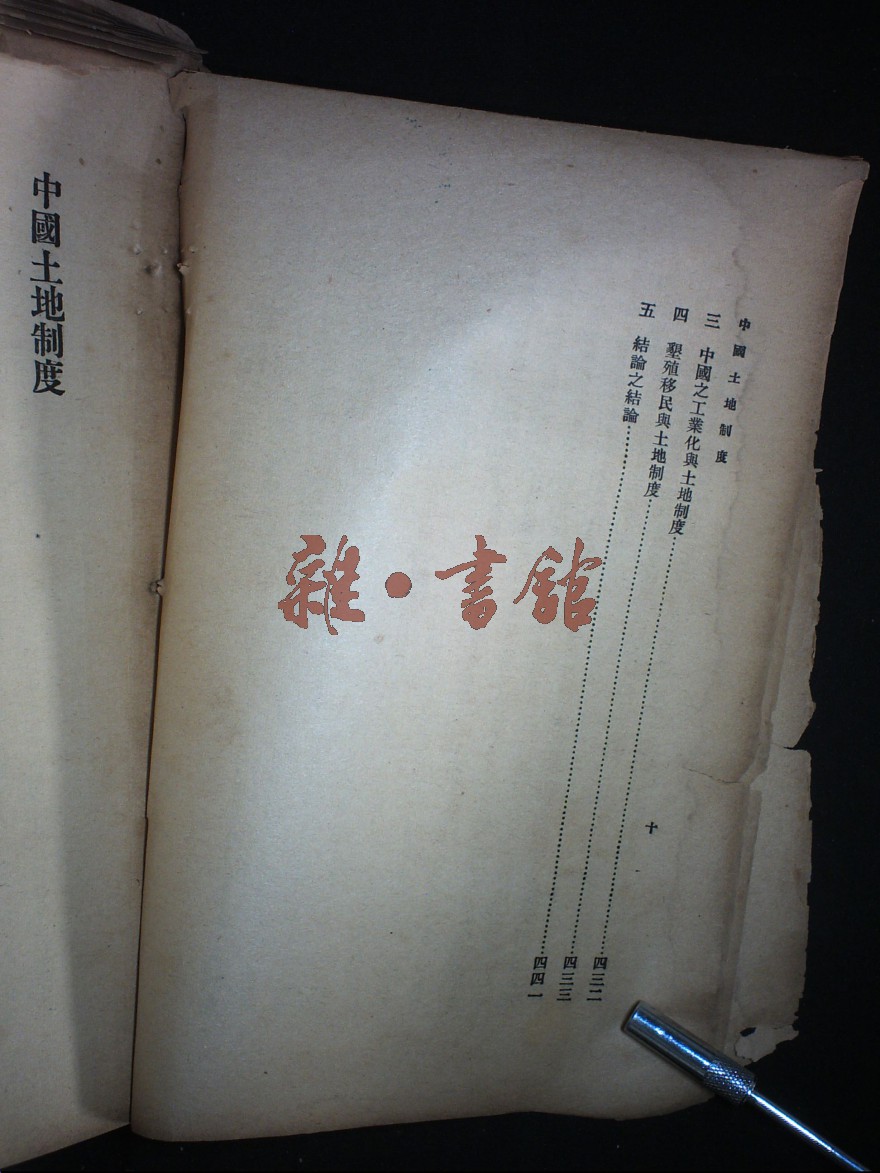 中國土地制度
十
三 中國之工業化與土地制度……四三二
四 墾殖移民與土地制度……四三三
五 結論之結論……四四一
中國土地制度
雜•書館